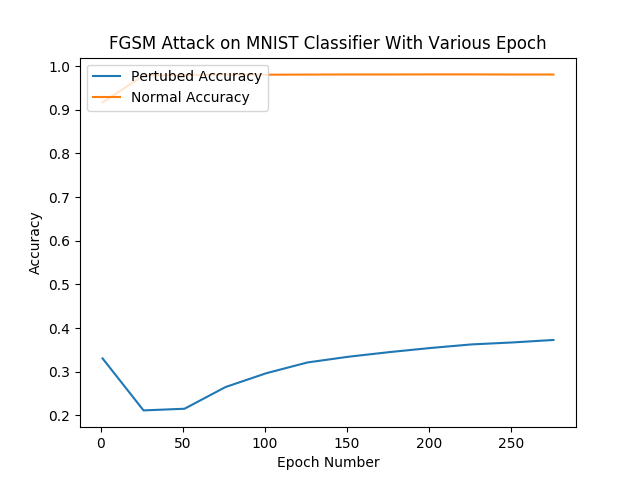 FGSM Attack on MNIST Classifier With Various Epoch
Pertubed Accuracy
Normal Accuracy
1.0
0.9
0.8
0.7
0.6
0.5
0.4
0.3
0.2
Accuracy
0 50 100 150 200 250
Epoch Number